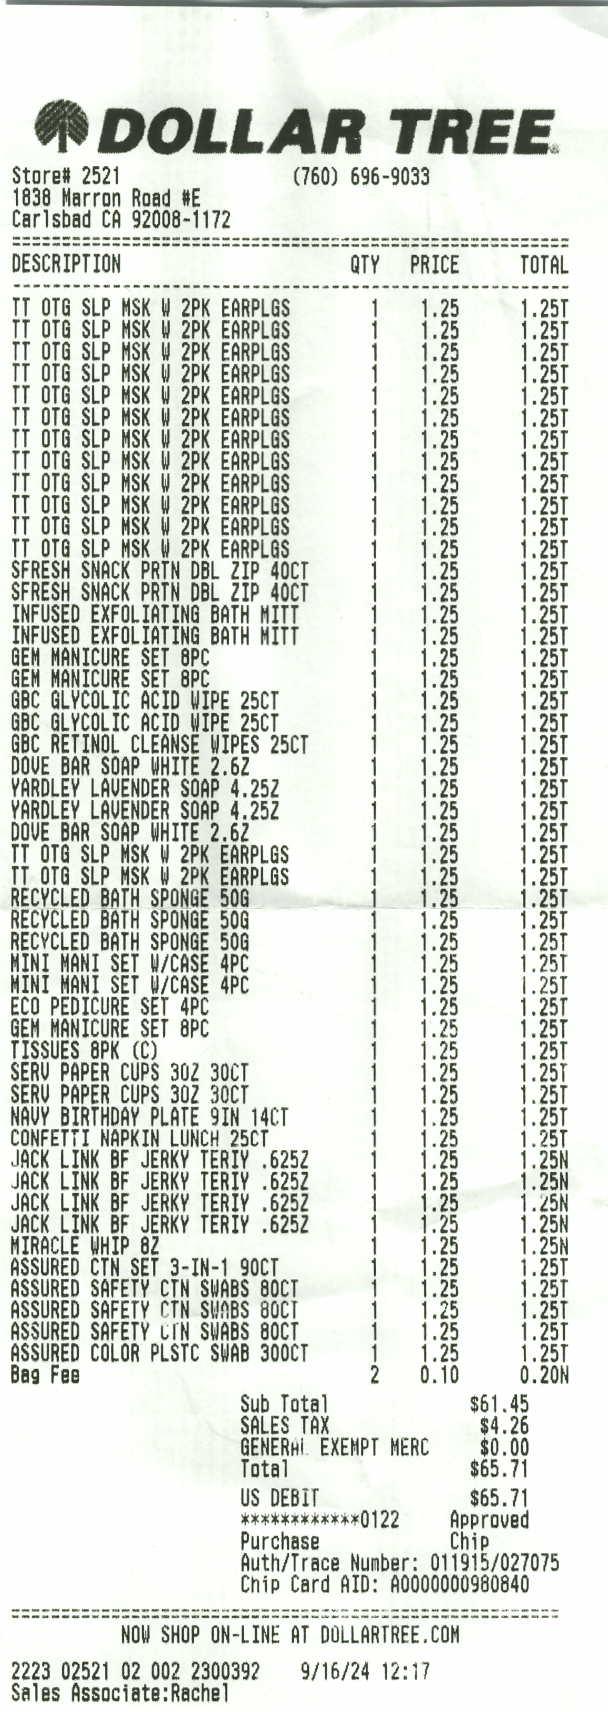 DOLLAR TREE
Store# 2521 (760) 696-9033
1838 Marron Road #E
Carlsbad CA 92008-1172
DESCRIPTION QTY PRICE TOTAL
TT OTG SLP MSK W 2PK EARPLGS 1 1.25 1.25T
TT OTG SLP MSK W 2PK EARPLGS 1 1.25 1.25T
TT OTG SLP MSK W 2PK EARPLGS 1 1.25 1.25T
TT OTG SLP MSK W 2PK EARPLGS 1 1.25 1.25T
TT OTG SLP MSK W 2PK EARPLGS 1 1.25 1.25T
TT OTG SLP MSK W 2PK EARPLGS 1 1.25 1.25T
TT OTG SLP MSK W 2PK EARPLGS 1 1.25 1.25T
TT OTG SLP MSK W 2PK EARPLGS 1 1.25 1.25T
TT OTG SLP MSK W 2PK EARPLGS 1 1.25 1.25T
TT OTG SLP MSK W 2PK EARPLGS 1 1.25 1.25T
TT OTG SLP MSK W 2PK EARPLGS 1 1.25 1.25T
TT OTG SLP MSK W 2PK EARPLGS 1 1.25 1.25T
SFRESH SNACK PRTN DBL ZIP 40CT 1 1.25 1.25T
SFRESH SNACK PRTN DBL ZIP 40CT 1 1.25 1.25T
INFUSED EXFOLIATING BATH MITT 1 1.25 1.25T
INFUSED EXFOLIATING BATH MITT 1 1.25 1.25T
GEM MANICURE SET 8PC 1 1.25 1.25T
GEM MANICURE SET 8PC 1 1.25 1.25T
GBC GLYCOLIC ACID WIPE 25CT 1 1.25 1.25T
GBC GLYCOLIC ACID WIPE 25CT 1 1.25 1.25T
GBC RETINOL CLEANSE WIPES 25CT 1 1.25 1.25T
DOVE BAR SOAP WHITE 2.6Z 1 1.25 1.25T
YARDLEY LAVENDER SOAP 4.25Z 1 1.25 1.25T
YARDLEY LAVENDER SOAP 4.25Z 1 1.25 1.25T
DOVE BAR SOAP WHITE 2.6Z 1 1.25 1.25T
TT OTG SLP MSK W 2PK EARPLGS 1 1.25 1.25T
TT OTG SLP MSK W 2PK EARPLGS 1 1.25 1.25T
RECYCLED BATH SPONGE 50G 1 1.25 1.25T
RECYCLED BATH SPONGE 50G 1 1.25 1.25T
RECYCLED BATH SPONGE 50G 1 1.25 1.25T
MINI MANI SET W/CASE 4PC 1 1.25 1.25T
MINI MANI SET W/CASE 4PC 1 1.25 1.25T
ECO PEDICURE SET 4PC 1 1.25 1.25T
GEM MANICURE SET 8PC 1 1.25 1.25T
TISSUES 8PK (C) 1 1.25 1.25T
SERV PAPER CUPS 3OZ 30CT 1 1.25 1.25T
SERV PAPER CUPS 3OZ 30CT 1 1.25 1.25T
NAVY BIRTHDAY PLATE 9IN 14CT 1 1.25 1.25T
CONFETTI NAPKIN LUNCH 25CT 1 1.25 1.25T
JACK LINK BF JERKY TERIY .625Z 1 1.25 1.25N
JACK LINK BF JERKY TERIY .625Z 1 1.25 1.25N
JACK LINK BF JERKY TERIY .625Z 1 1.25 1.25N
JACK LINK BF JERKY TERIY .625Z 1 1.25 1.25N
MIRACLE WHIP 8Z 1 1.25 1.25N
ASSURED CTN SET 3-IN-1 90CT 1 1.25 1.25T
ASSURED SAFETY CTN SWABS 80CT 1 1.25 1.25T
ASSURED SAFETY CTN SWABS 80CT 1 1.25 1.25T
ASSURED SAFETY CTN SWABS 80CT 1 1.25 1.25T
ASSURED COLOR PLSTC SWAB 300CT 1 1.25 1.25T
Bag Fee 2 0.10 0.20N
Sub Total $61.45
SALES TAX $4.26
GENERAL EXEMPT MERC $0.00
Total $65.71
US DEBIT $65.71
************0122 Approved
Purchase Chip
Auth/Trace Number: 011915/027075
Chip Card AID: A0000000980840
NOW SHOP ON-LINE AT DOLLARTREE.COM
2223 02521 02 002 2300392 9/16/24 12:17
Sales Associate:Rachel